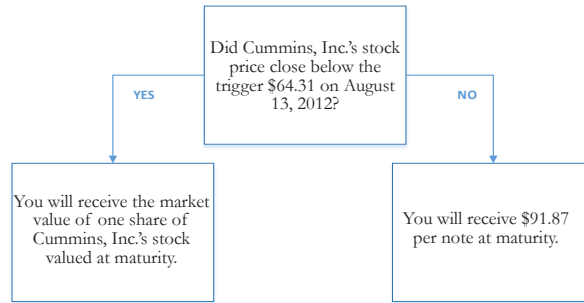 Did Cummins, Inc.'s stock
price close below the
trigger $64.31 on August
13, 2012?
YES
NO
You will receive the market
value of one share of
Cummins, Inc.'s stock
valued at maturity.
You will receive $91.87
per note at maturity.